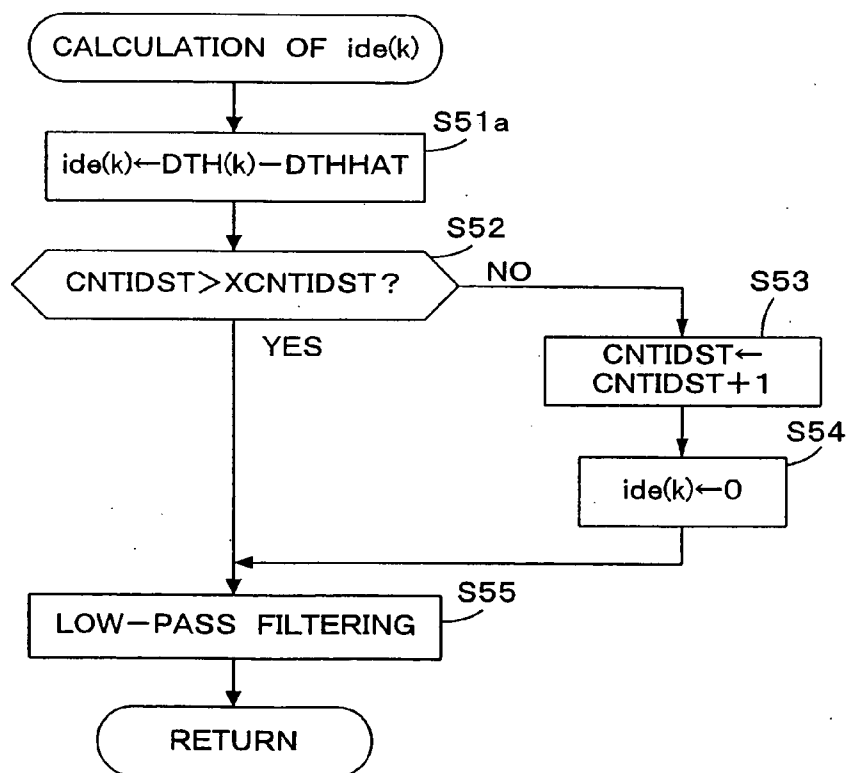 CALCULATION OF ide(k)
S51a
ide(k)←DTH(k)−DTHHAT
S52
CNTIDST>XCNTIDST?
NO
YES
S53
CNTIDST←
CNTIDST+1
S54
ide(k)←0
S55
LOW−PASS FILTERING
RETURN